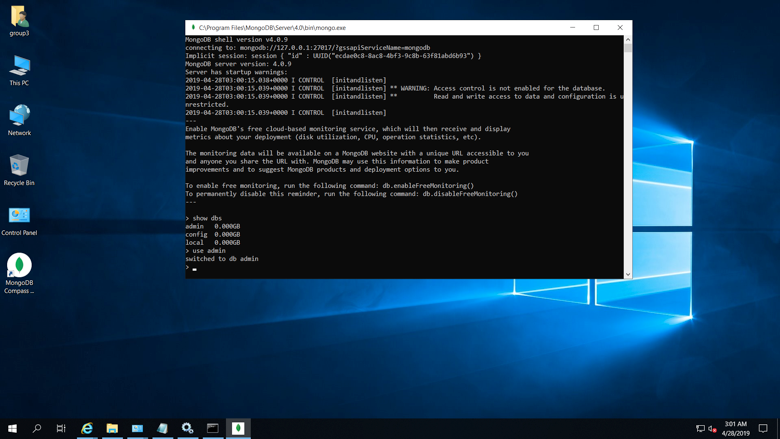 group3
This PC
Network
Recycle Bin
Control Panel
MongoDB
Compass ...
C:\Program Files\MongoDB\Server\4.0\bin\mongo.exe
MongoDB shell version v4.0.9
connecting to: mongodb://127.0.0.1:27017/?gssapiServiceName=mongodb
Implicit session: session { "id" : UUID("ecdae0c8-8ac8-4bf3-9c8b-63f81abd6b93") }
MongoDB server version: 4.0.9
Server has startup warnings:
2019-04-28T03:00:15.038+0000 I CONTROL  [initandlisten]
2019-04-28T03:00:15.039+0000 I CONTROL  [initandlisten] ** WARNING: Access control is not enabled for the database.
2019-04-28T03:00:15.039+0000 I CONTROL  [initandlisten] **          Read and write access to data and configuration is u
nrestricted.
2019-04-28T03:00:15.039+0000 I CONTROL  [initandlisten]
---
Enable MongoDB's free cloud-based monitoring service, which will then receive and display
metrics about your deployment (disk utilization, CPU, operation statistics, etc).
The monitoring data will be available on a MongoDB website with a unique URL accessible to you
and anyone you share the URL with. MongoDB may use this information to make product
improvements and to suggest MongoDB products and deployment options to you.
To enable free monitoring, run the following command: db.enableFreeMonitoring()
To permanently disable this reminder, run the following command: db.disableFreeMonitoring()
---
> show dbs
admin   0.000GB
config  0.000GB
local   0.000GB
> use admin
switched to db admin
>
3:01 AM
4/28/2019